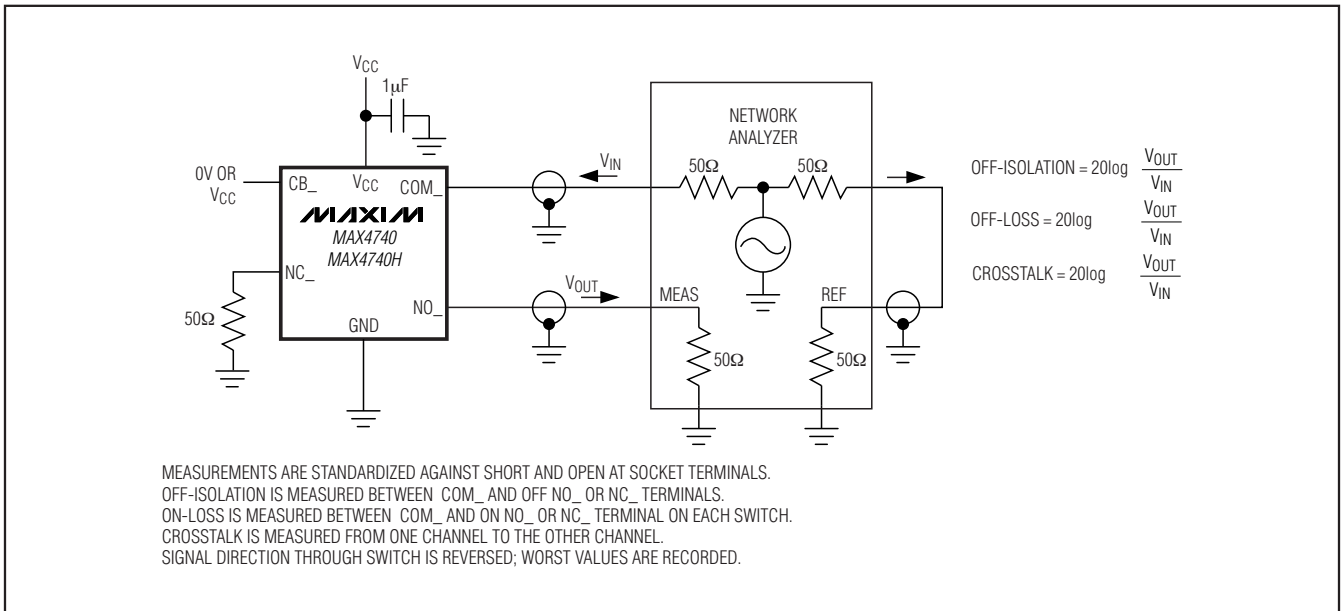 VCC
1µF
NETWORK
ANALYZER
0V OR
VCC
CB_
VCC
COM_
VIN
50Ω
50Ω
OFF-ISOLATION = 20log VOUT
VIN
OFF-LOSS = 20log VOUT
VIN
CROSSTALK = 20log VOUT
VIN
MAXIM
MAX4740
MAX4740H
NC_
NO_
VOUT
MEAS
REF
50Ω
GND
50Ω
50Ω
MEASUREMENTS ARE STANDARDIZED AGAINST SHORT AND OPEN AT SOCKET TERMINALS.
OFF-ISOLATION IS MEASURED BETWEEN COM_ AND OFF NO_ OR NC_ TERMINALS.
ON-LOSS IS MEASURED BETWEEN COM_ AND ON NO_ OR NC_ TERMINAL ON EACH SWITCH.
CROSSTALK IS MEASURED FROM ONE CHANNEL TO THE OTHER CHANNEL.
SIGNAL DIRECTION THROUGH SWITCH IS REVERSED; WORST VALUES ARE RECORDED.